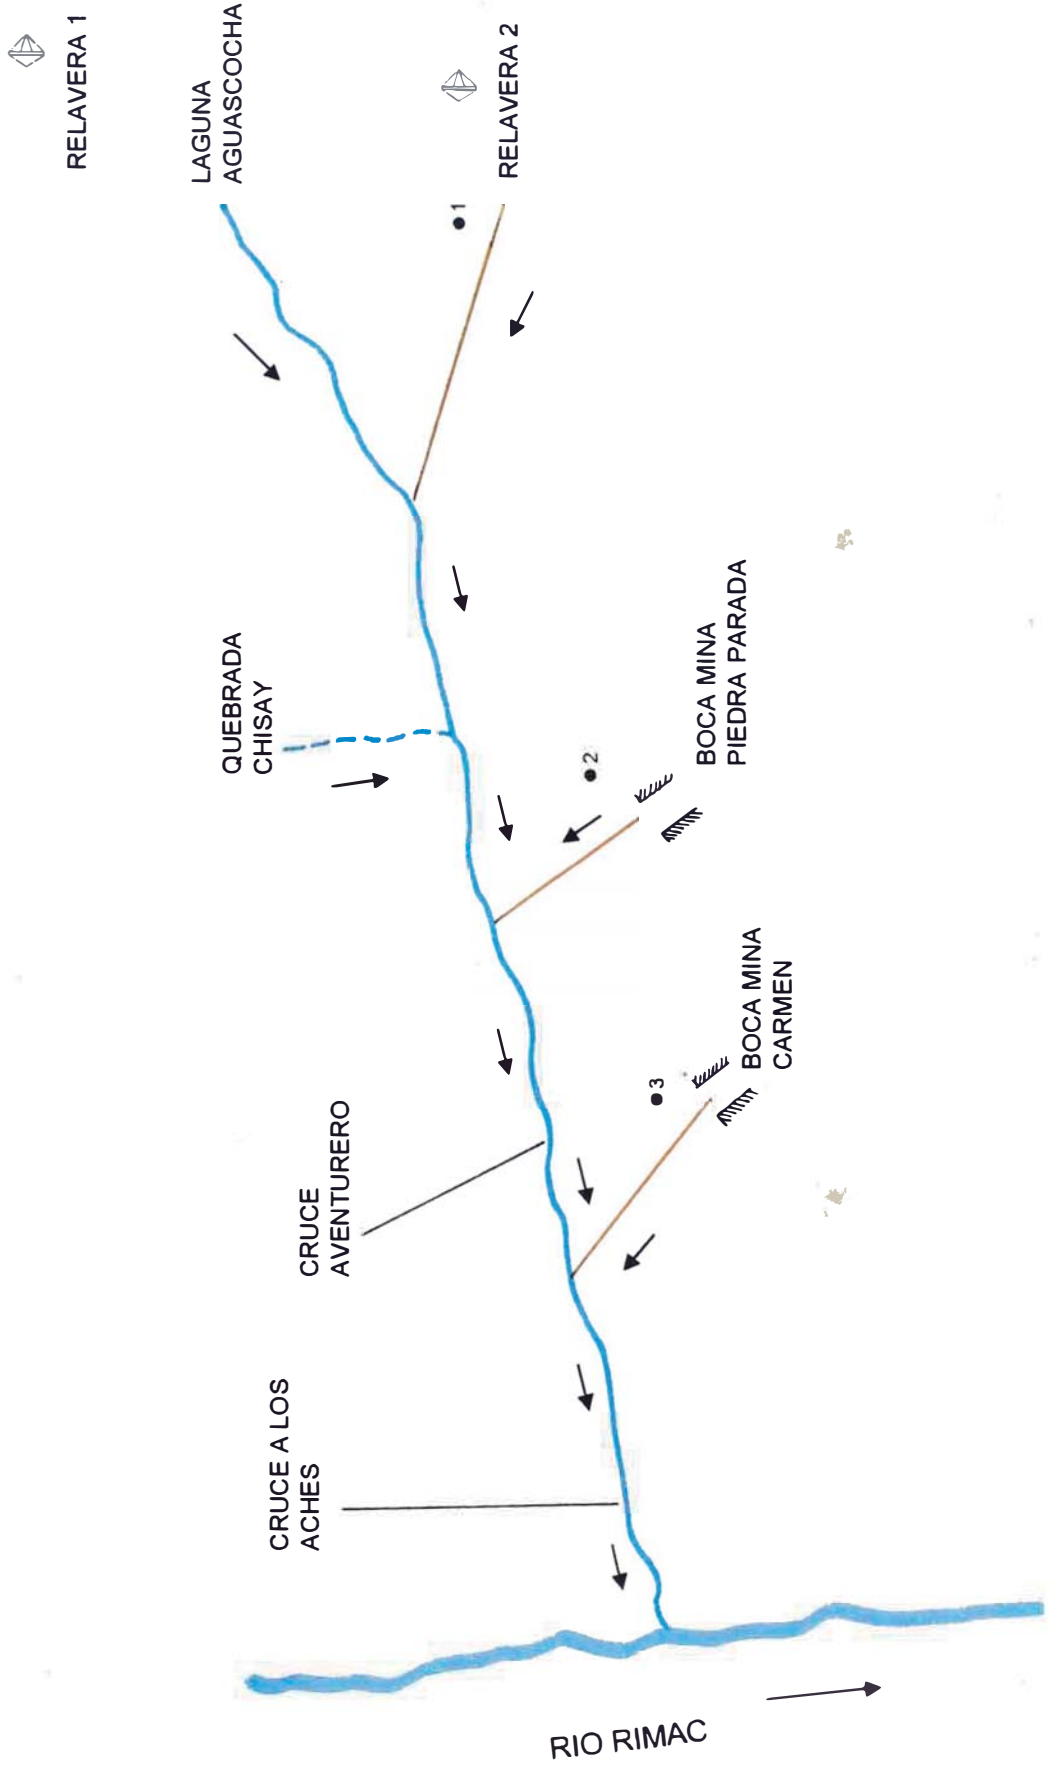 RELAVERA 1
LAGUNA
AGUASCOCHA
RELAVERA 2
1
QUEBRADA
CHISAY
2
BOCA MINA
PIEDRA PARADA
BOCA MINA
CARMEN
3
CRUCE
AVENTURERO
CRUCE A LOS
ACHES
RIO RIMAC